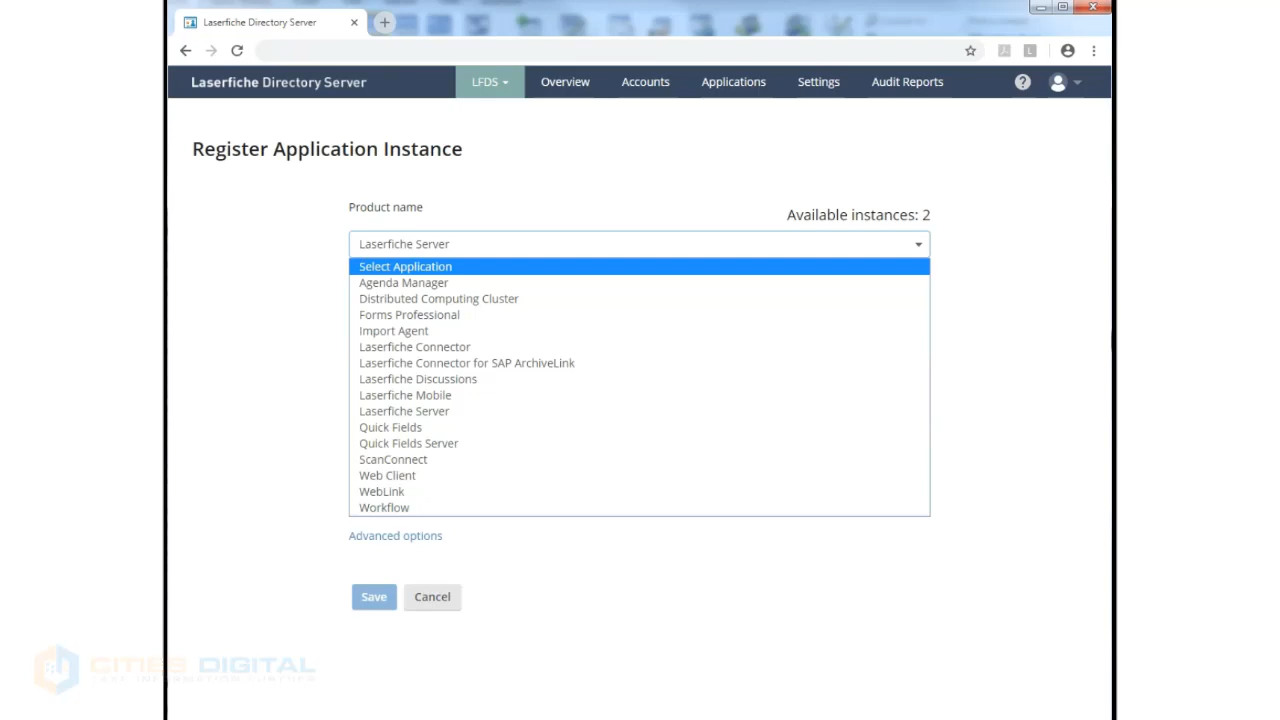 Laserfiche Directory Server
Laserfiche Directory Server
LFDS
Overview
Accounts
Applications
Settings
Audit Reports
Register Application Instance
Product name
Available instances: 2
Laserfiche Server
Select Application
Agenda Manager
Distributed Computing Cluster
Forms Professional
Import Agent
Laserfiche Connector
Laserfiche Connector for SAP ArchiveLink
Laserfiche Discussions
Laserfiche Mobile
Laserfiche Server
Quick Fields
Quick Fields Server
ScanConnect
Web Client
WebLink
Workflow
Advanced options
Save
Cancel
CITIES DIGITAL